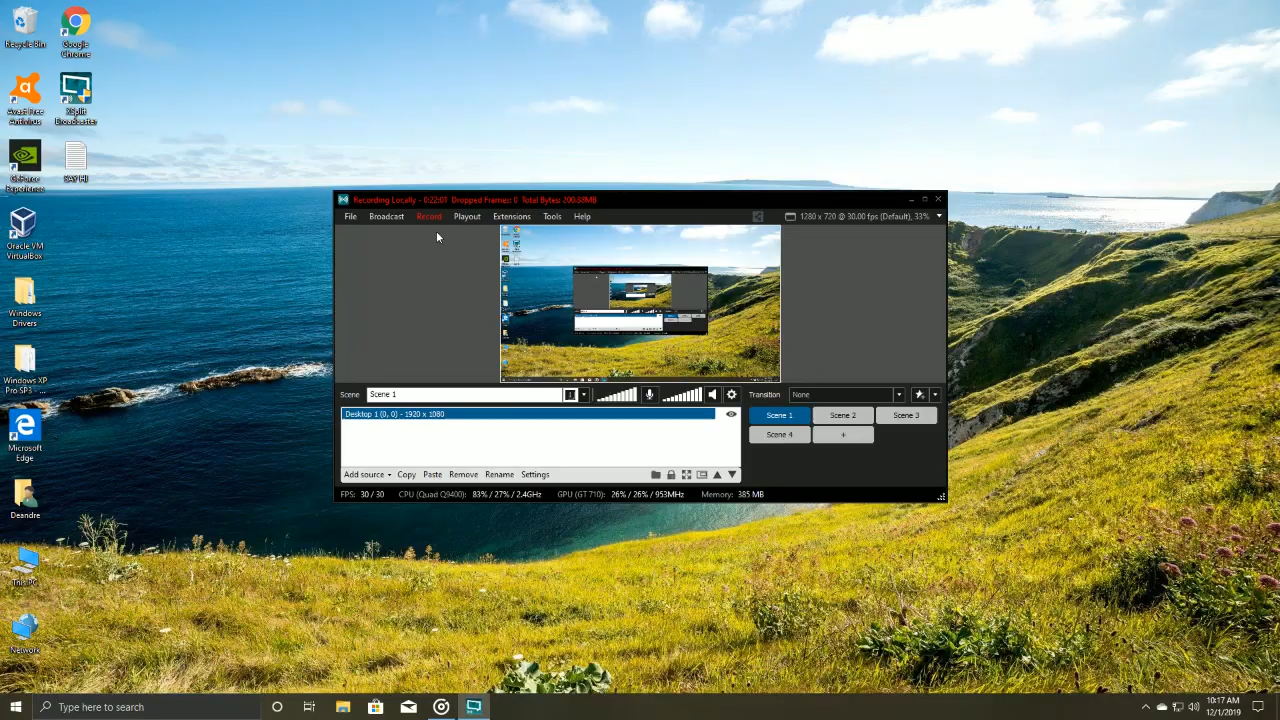 Recycle Bin
Google
Chrome
Avast Free
Antivirus
XSplit
Broadcaster
GeForce
Experience
SAY HI
Oracle VM
VirtualBox
Windows
Drivers
Windows XP
Pro SP3 - ...
Microsoft
Edge
Deandre
This PC
Network
Recording Locally - 0:22:01 Dropped Frames: 0 Total Bytes: 200.88MB
File Broadcast Record Playout Extensions Tools Help
1280 x 720 @ 30.00 fps (Default), 33%
Scene Scene 1 1
Transition None
Desktop 1 (0, 0) - 1920 x 1080
Scene 1 Scene 2 Scene 3
Scene 4 +
Add source Copy Paste Remove Rename Settings
FPS: 30 / 30 CPU (Quad Q9400): 83% / 27% / 2.4GHz GPU (GT 710): 26% / 26% / 953MHz Memory: 385 MB
Type here to search
10:17 AM
12/1/2019